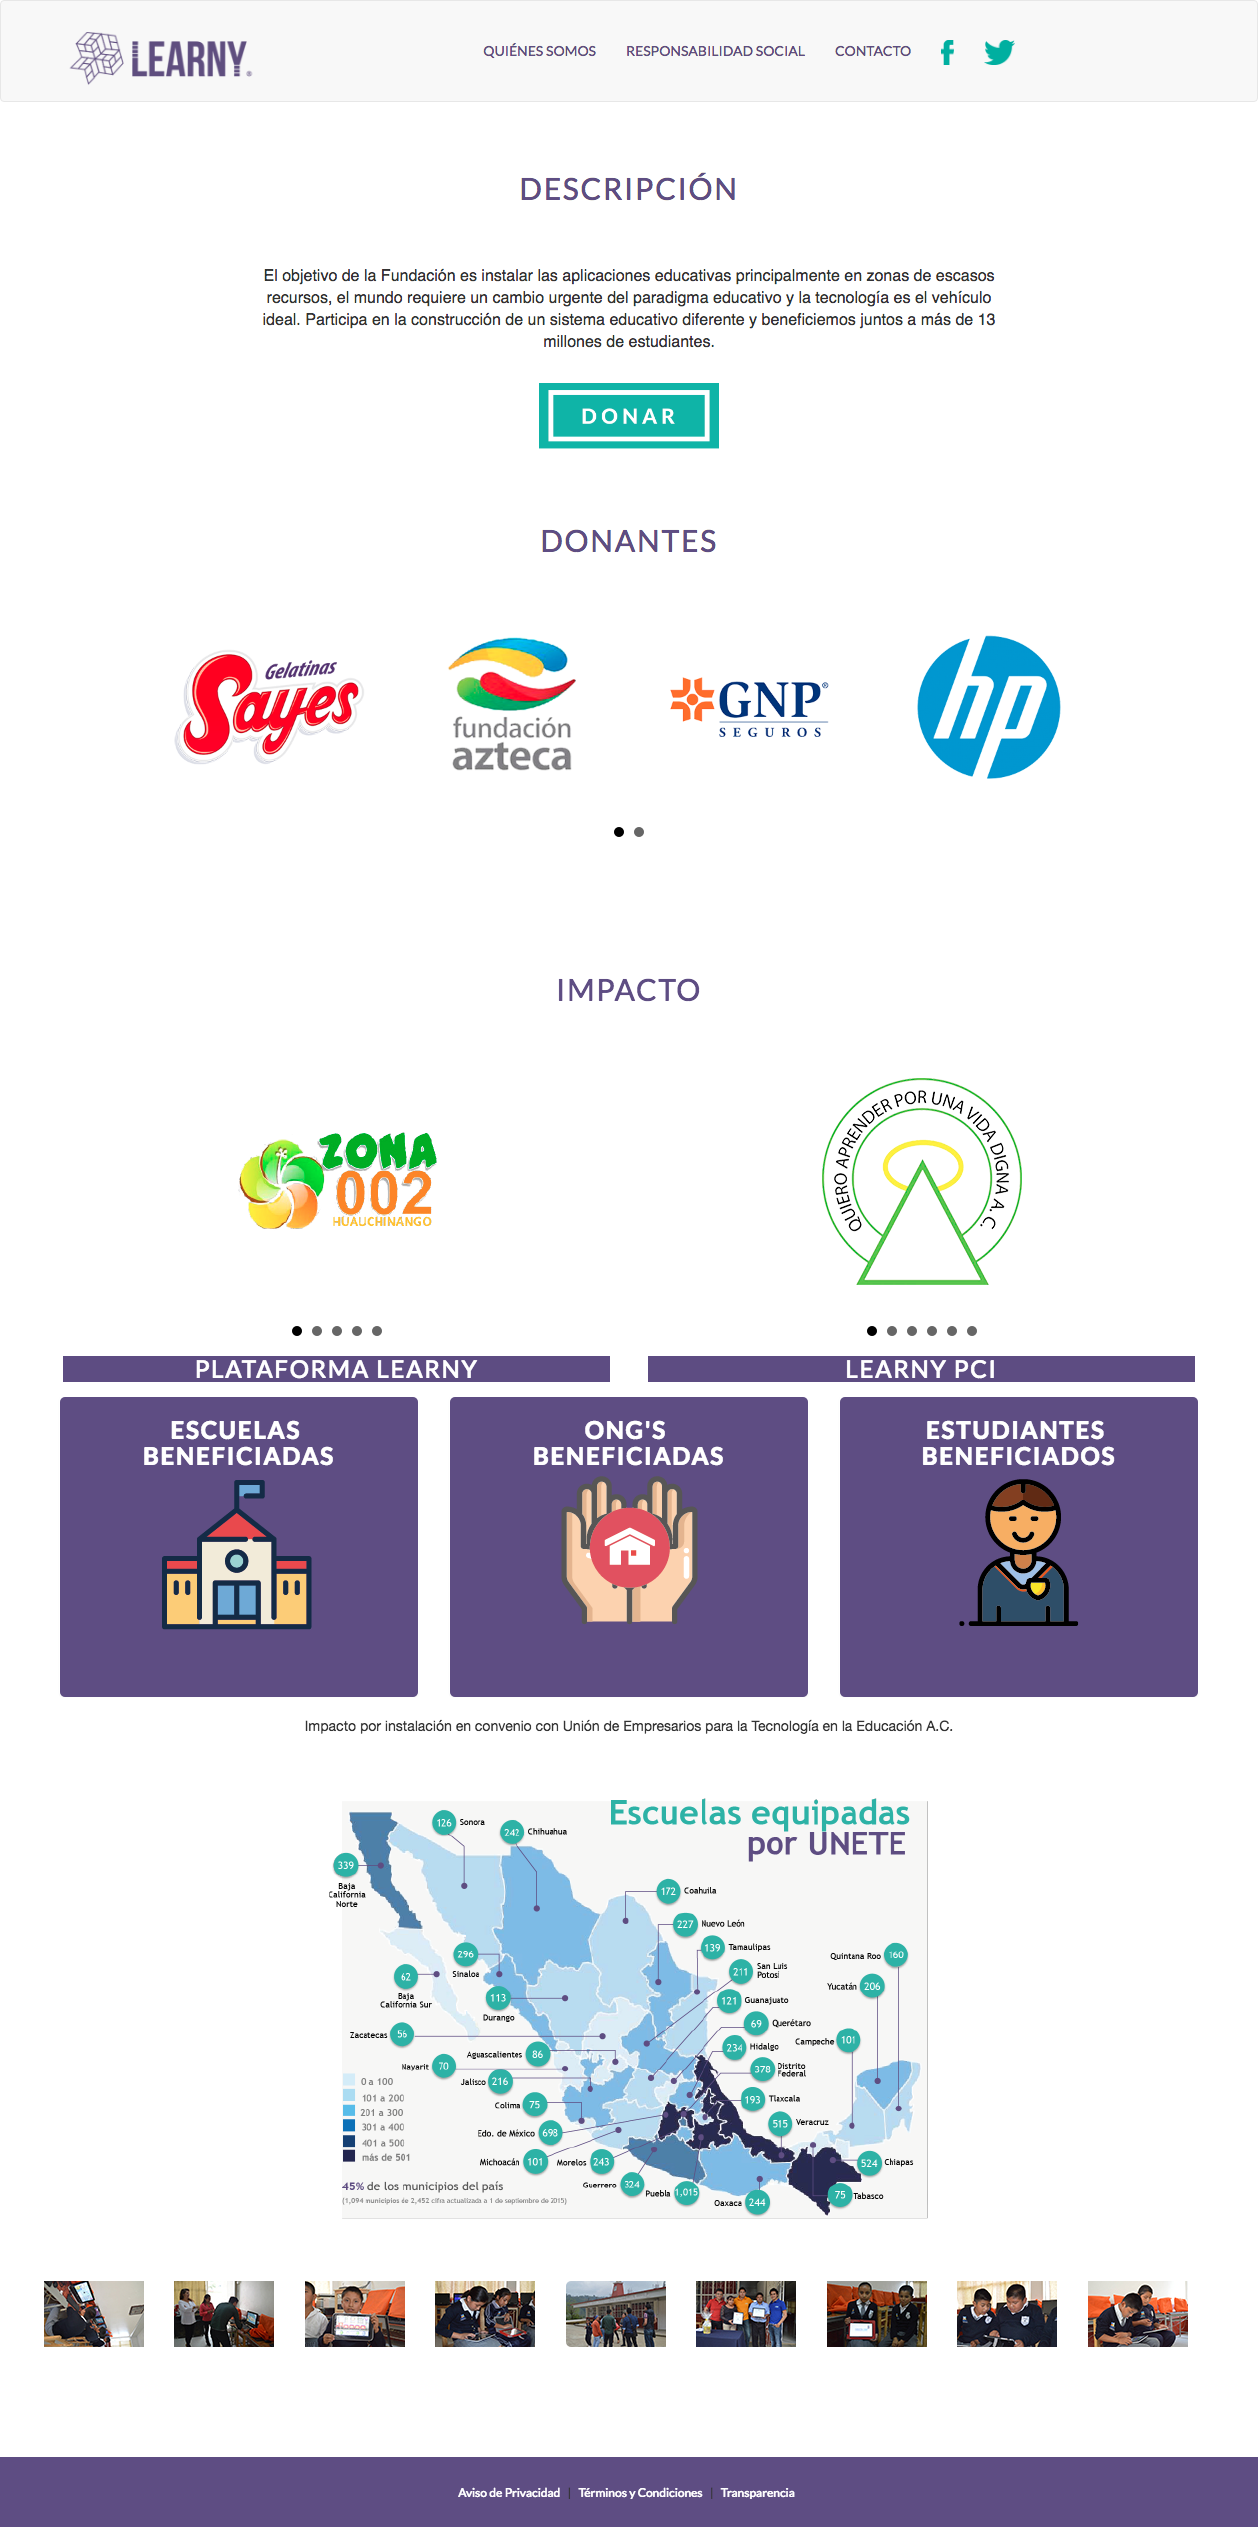 LEARNY®
QUIÉNES SOMOS
RESPONSABILIDAD SOCIAL
CONTACTO
DESCRIPCIÓN
El objetivo de la Fundación es instalar las aplicaciones educativas principalmente en zonas de escasos
recursos, el mundo requiere un cambio urgente del paradigma educativo y la tecnología es el vehículo
ideal. Participa en la construcción de un sistema educativo diferente y beneficiemos juntos a más de 13
millones de estudiantes.
DONAR
DONANTES
Gelatinas
Sayes
fundación
azteca
GNP®
SEGUROS
hp
IMPACTO
ZONA
002
HUAUCHINANGO
QUIERO APRENDER POR UNA VIDA DIGNA A. C.
PLATAFORMA LEARNY
LEARNY PCI
ESCUELAS
BENEFICIADAS
ONG'S
BENEFICIADAS
ESTUDIANTES
BENEFICIADOS
Impacto por instalación en convenio con Unión de Empresarios para la Tecnología en la Educación A.C.
Escuelas equipadas
por UNETE
126 Sonora
242 Chihuahua
339
Baja
California
Norte
172 Coahuila
227 Nuevo León
139 Tamaulipas
296
Sinaloa
211 San Luis
Potosí
Quintana Roo 160
62
Baja
California Sur
Yucatán 206
113
Durango
121 Guanajuato
69 Querétaro
Zacatecas 56
234 Hidalgo
Campeche 101
Aguascalientes 86
Nayarit 70
378 Distrito
Federal
Jalisco 216
193 Tlaxcala
Colima 75
515 Veracruz
Edo. de México 698
Michoacán 101
Morelos 243
524 Chiapas
Guerrero 324
Puebla 1,015
Oaxaca 244
75 Tabasco
0 a 100
101 a 200
201 a 300
301 a 400
401 a 500
más de 501
45% de los municipios del país
(1,094 municipios de 2,452 cifra actualizada a 1 de septiembre de 2015)
Aviso de Privacidad | Términos y Condiciones | Transparencia